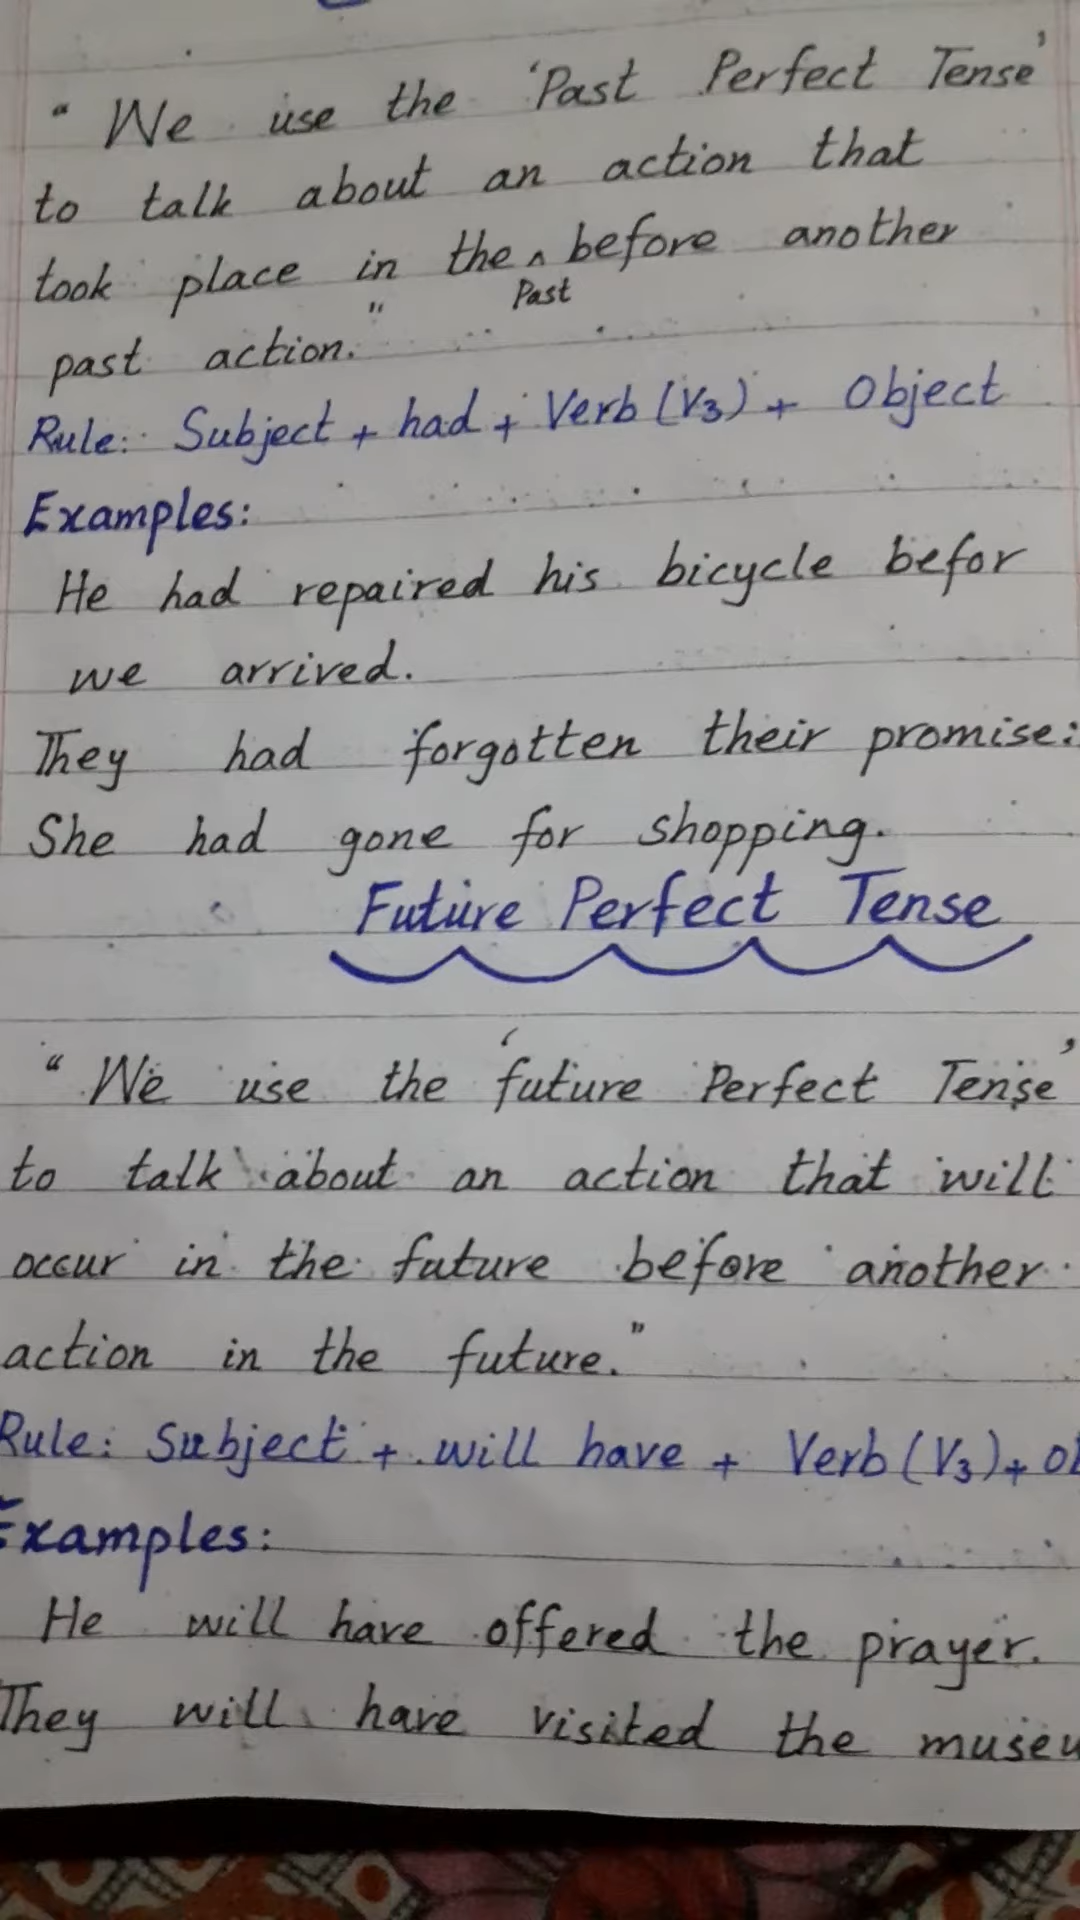 " We use the 'Past Perfect Tense'
to talk about an action that
took place in the ^ before another
Past
past action."
Rule: Subject + had + Verb (V3) + Object
Examples:
He had repaired his bicycle befor
we arrived.
They had forgotten their promise:
She had gone for shopping.
Future Perfect Tense
" We use the 'future Perfect Tense'
to talk about an action that will
occur in the future before another
action in the future."
Rule: Subject + will have + Verb (V3) + ob
Examples:
He will have offered the prayer.
They will have visited the museu